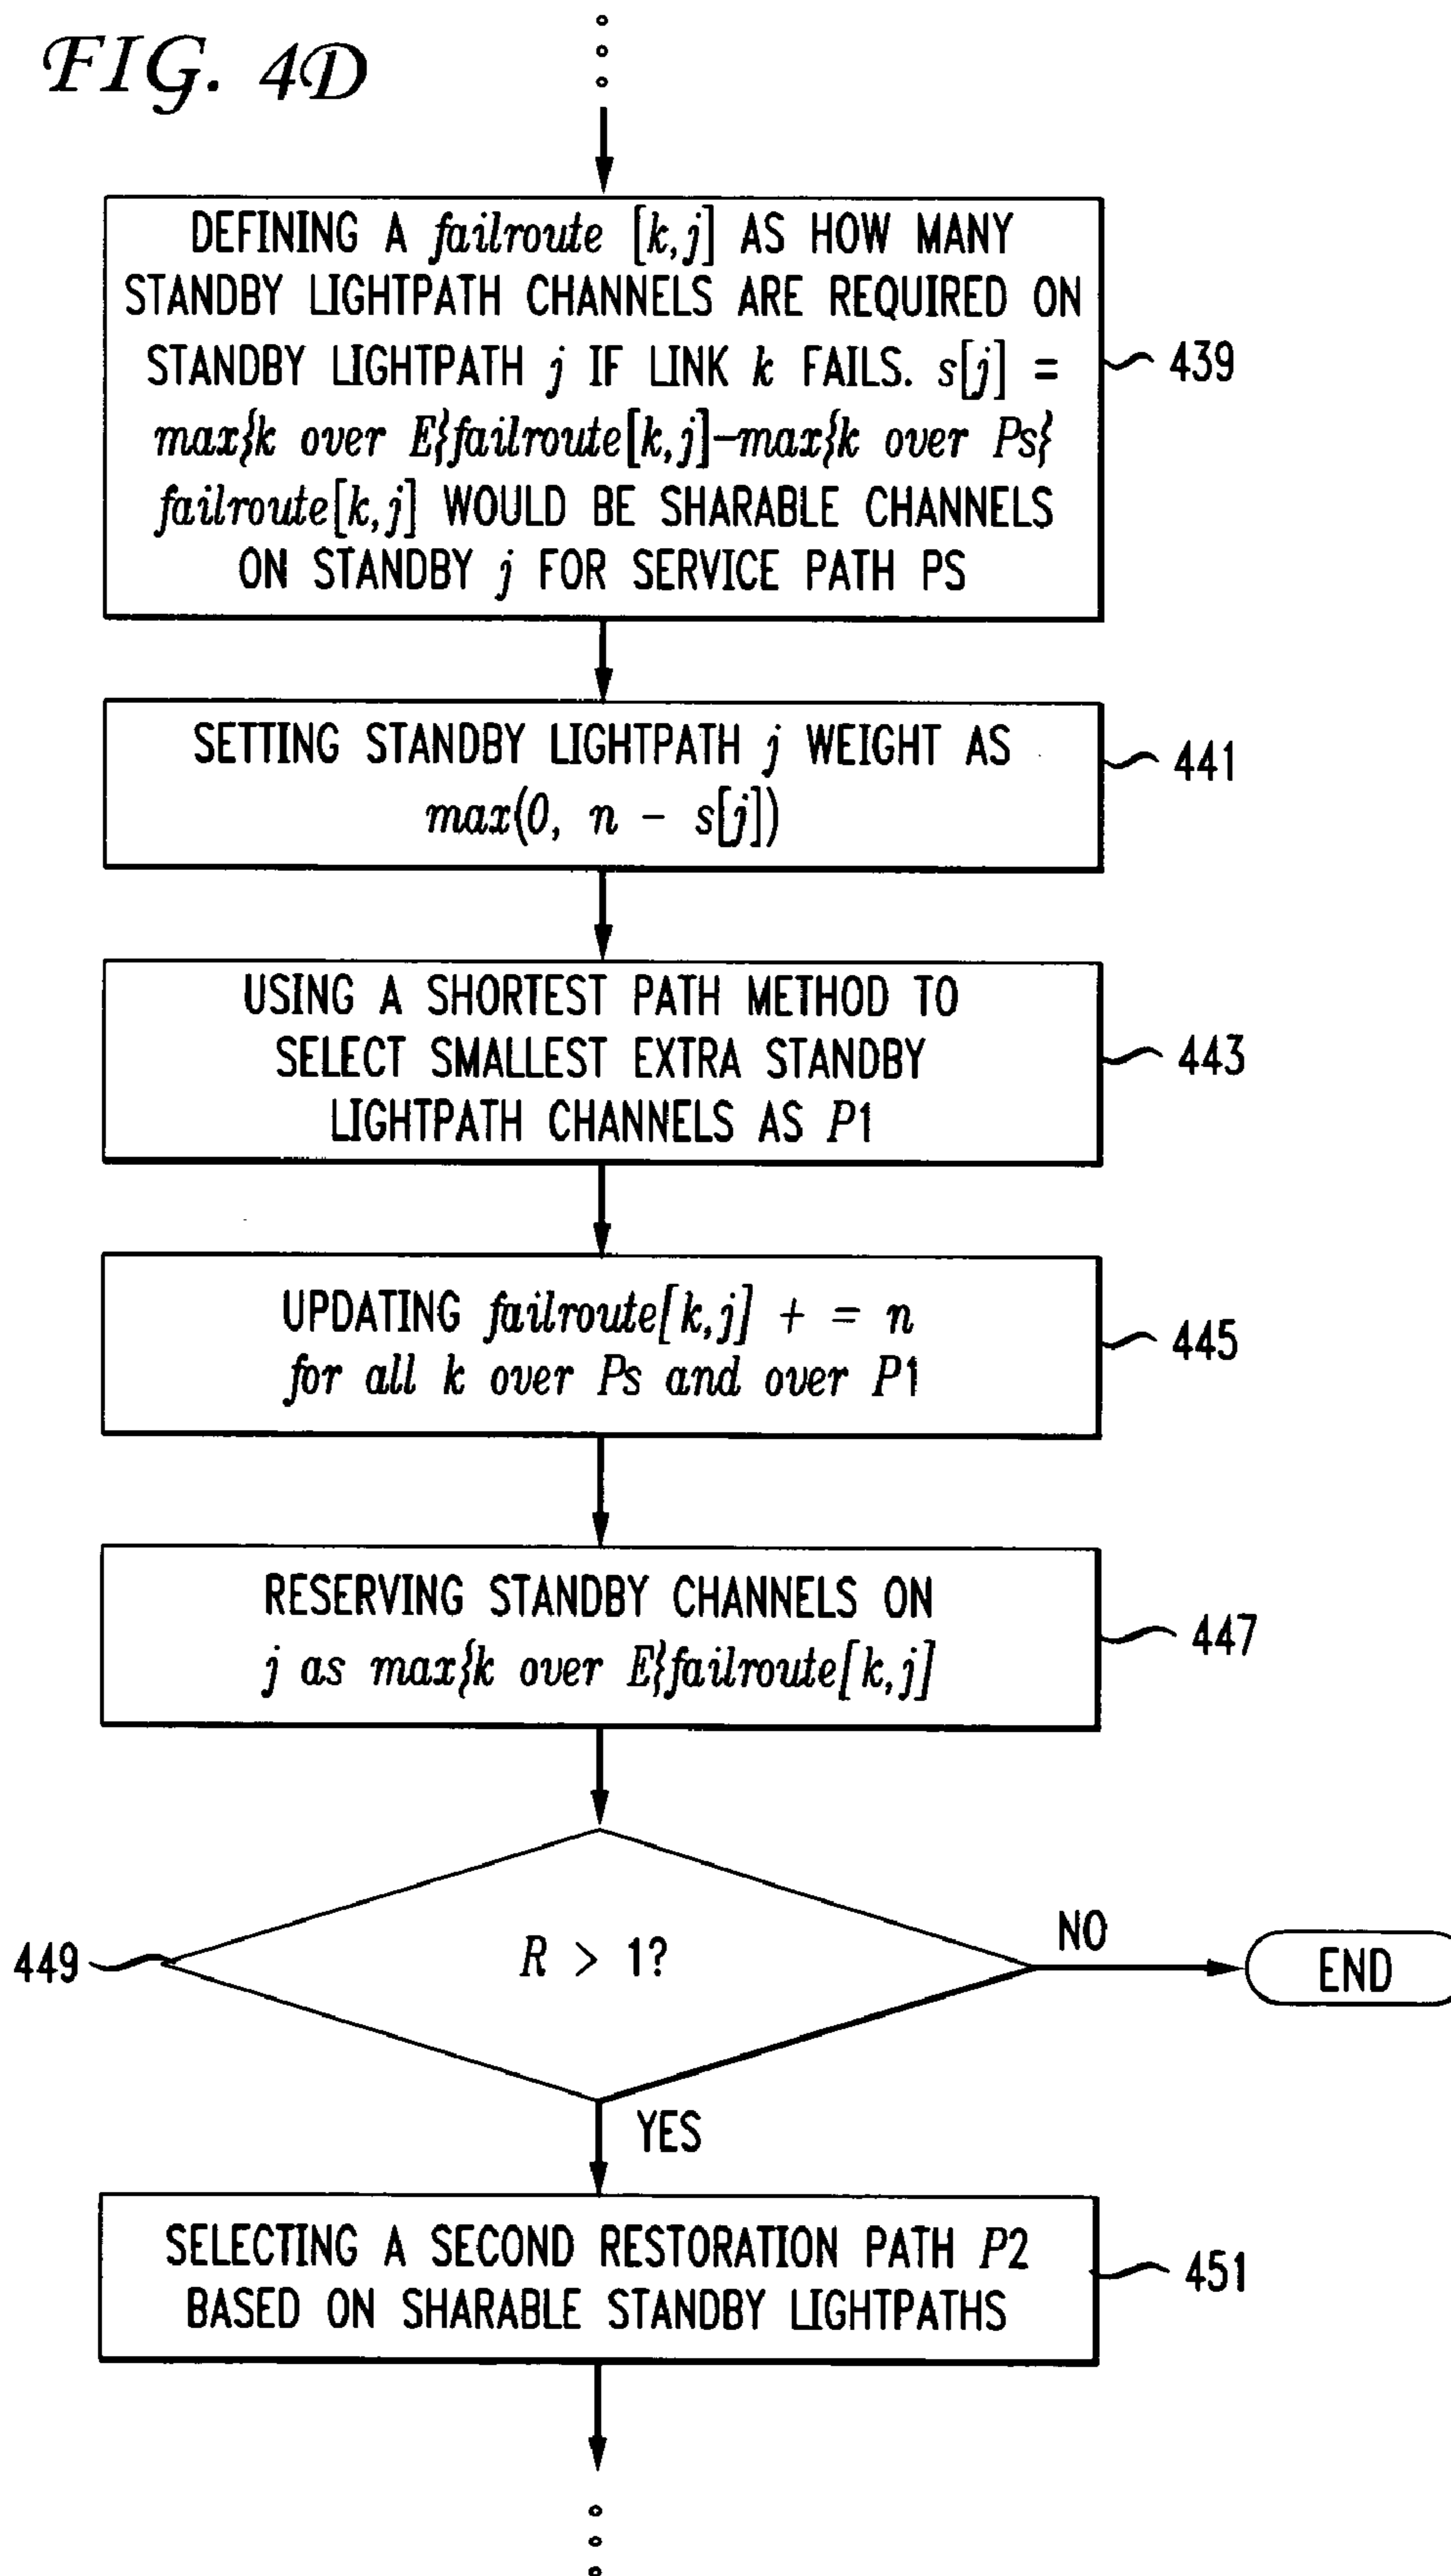 FIG. 4D
DEFINING A failroute [k,j] AS HOW MANY
STANDBY LIGHTPATH CHANNELS ARE REQUIRED ON
STANDBY LIGHTPATH j IF LINK k FAILS. s[j] =
max{k over E}failroute[k,j]-max{k over Ps}
failroute[k,j] WOULD BE SHARABLE CHANNELS
ON STANDBY j FOR SERVICE PATH PS
439
SETTING STANDBY LIGHTPATH j WEIGHT AS
max(0, n - s[j])
441
USING A SHORTEST PATH METHOD TO
SELECT SMALLEST EXTRA STANDBY
LIGHTPATH CHANNELS AS P1
443
UPDATING failroute[k,j] + = n
for all k over Ps and over P1
445
RESERVING STANDBY CHANNELS ON
j as max{k over E}failroute[k,j]
447
449
R > 1?
NO
END
YES
SELECTING A SECOND RESTORATION PATH P2
BASED ON SHARABLE STANDBY LIGHTPATHS
451